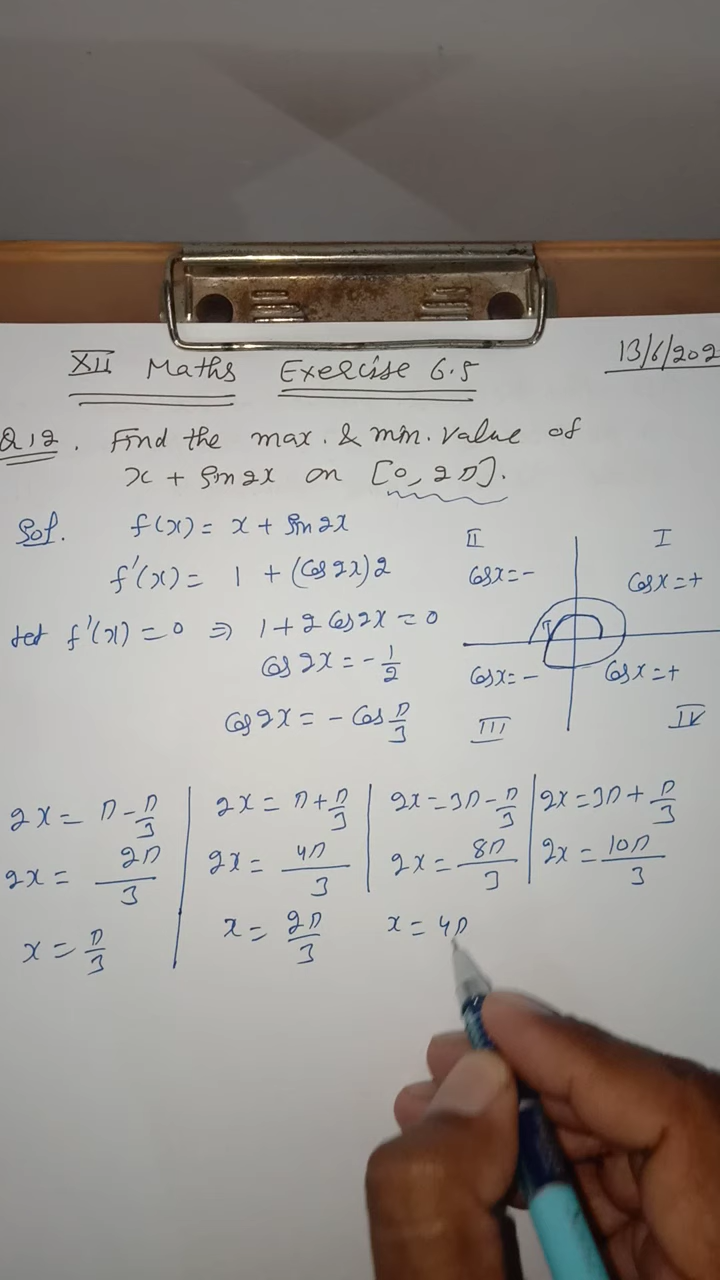 XII Maths Exercise 6.5 13/6/202
Q12. Find the max. & min. value of
x + sin2x on [0, 2π].
Sol. f(x) = x + sin2x
f'(x) = 1 + (cos2x)2
Let f'(x) = 0 ⇒ 1 + 2cos2x = 0
cos2x = -1/2
cos2x = -cos π/3
II I
cosx = - cosx = +
π
cosx = - cosx = +
III IV
2x = π - π/3 | 2x = π + π/3 | 2x = 3π - π/3 | 2x = 3π + π/3
2x = 2π/3 | 2x = 4π/3 | 2x = 8π/3 | 2x = 10π/3
x = π/3 | x = 2π/3 x = 4π